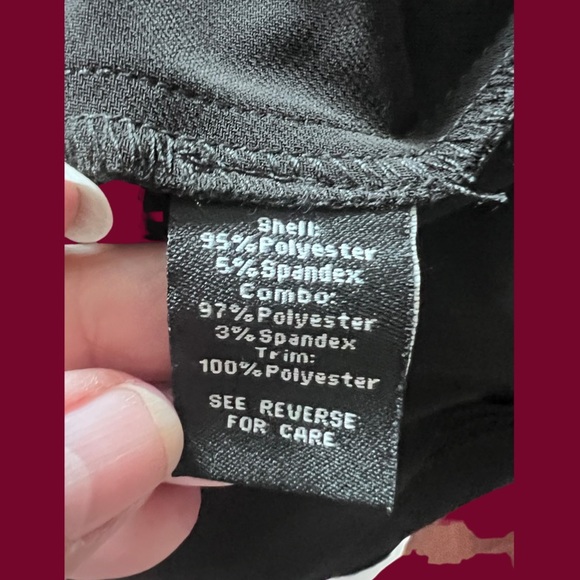 Shell:
95%Polyester
5%Spandex
Combo:
97%Polyester
3%Spandex
Trim:
100%Polyester
SEE REVERSE
FOR CARE